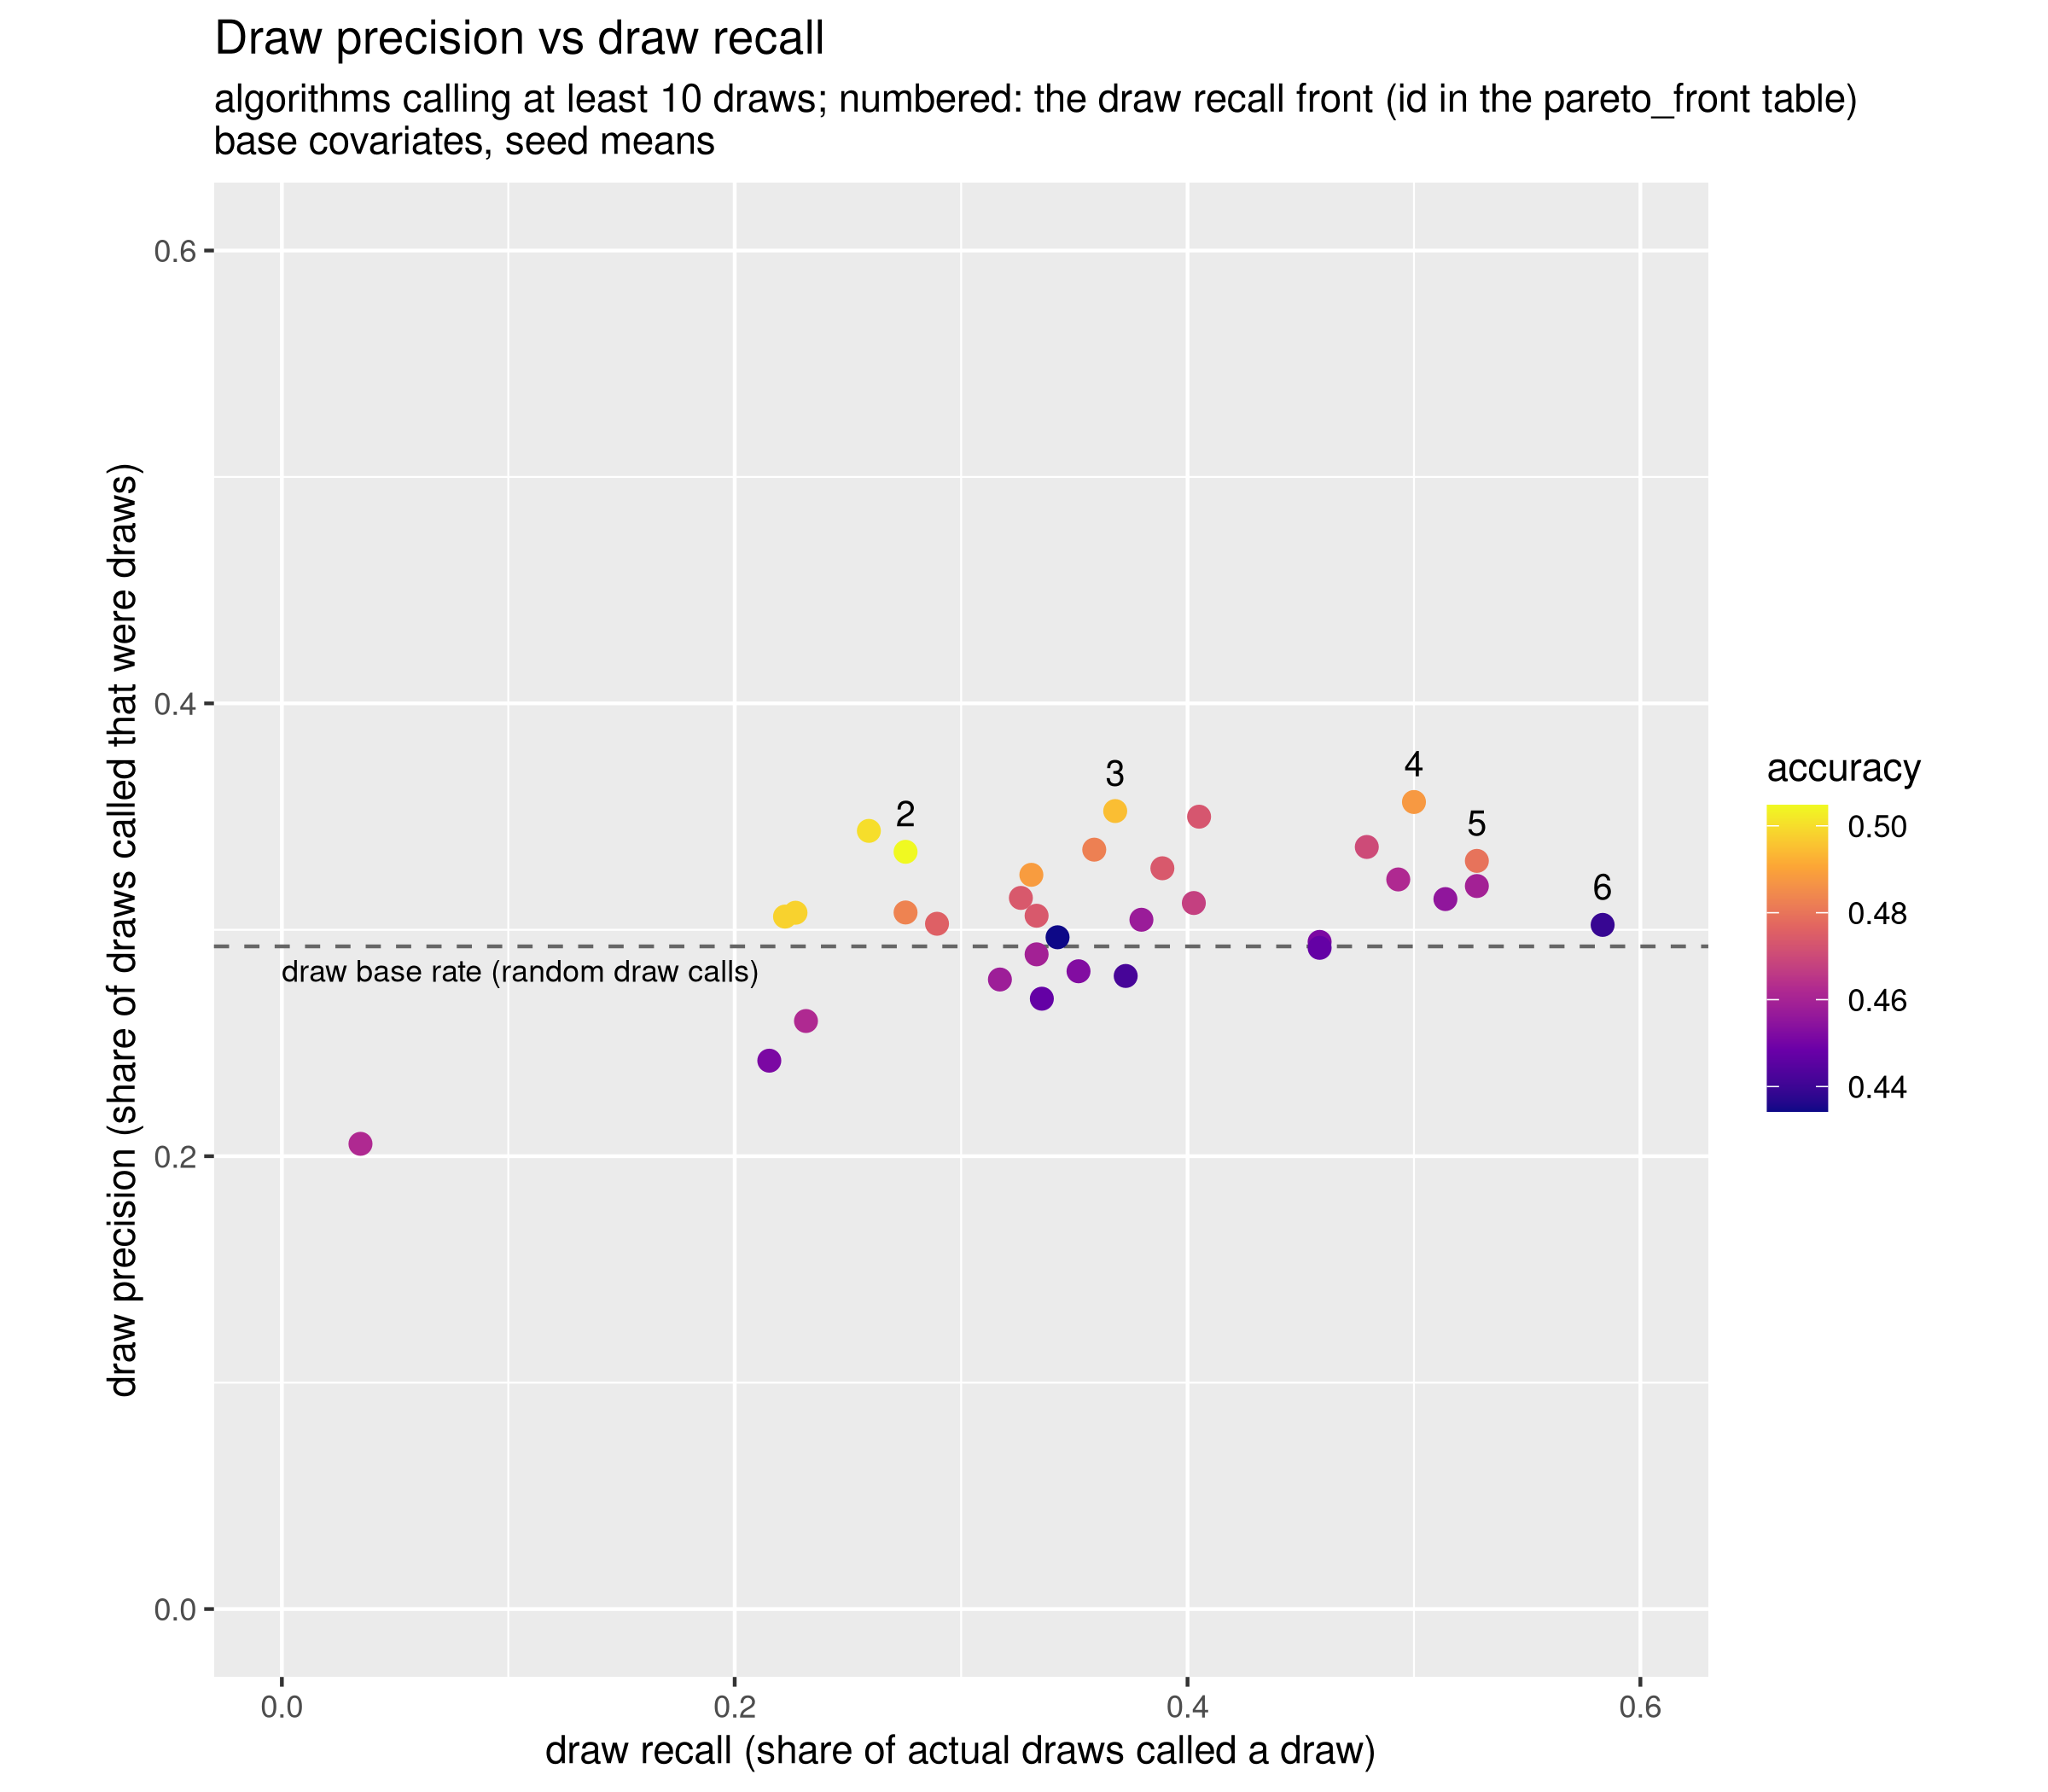 Draw precision vs draw recall
algorithms calling at least 10 draws; numbered: the draw recall front (id in the pareto_front table)
base covariates, seed means
draw precision (share of draws called that were draws)
0.6
0.4
0.2
0.0
2
3
4
5
6
draw base rate (random draw calls)
accuracy
0.50
0.48
0.46
0.44
0.0
0.2
0.4
0.6
draw recall (share of actual draws called a draw)